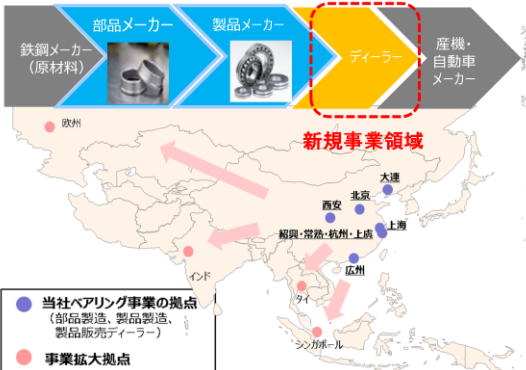 鉄鋼メーカー
(原材料)
部品メーカー
製品メーカー
ディーラー
産機・
自動車
メーカー
新規事業領域
欧州
大連
北京
西安
上海
紹興・常熟・杭州・上虞
広州
インド
タイ
シンガポール
当社ベアリング事業の拠点
(部品製造、製品製造、
製品販売ディーラー)
事業拡大拠点